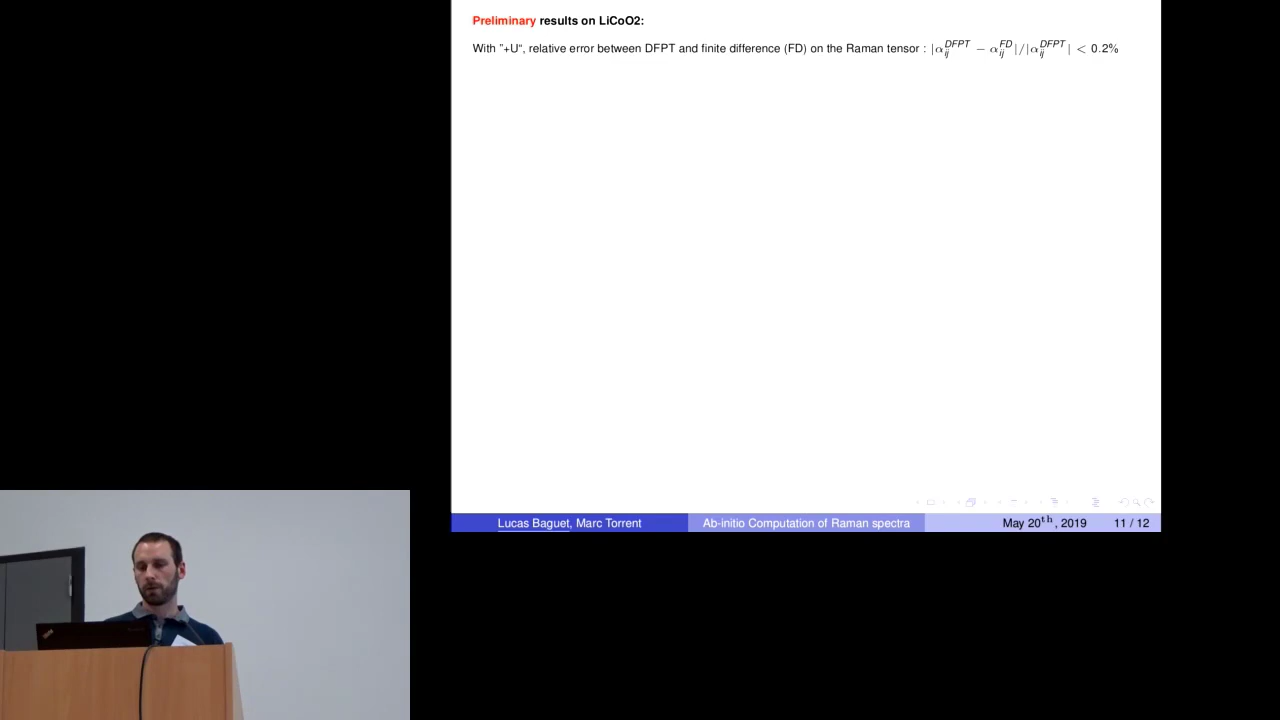 Preliminary results on LiCoO2:
With "+U", relative error between DFPT and finite difference (FD) on the Raman tensor : |α_ij^DFPT − α_ij^FD|/|α_ij^DFPT| < 0.2%
Lucas Baguet, Marc Torrent Ab-initio Computation of Raman spectra May 20th, 2019 11 / 12